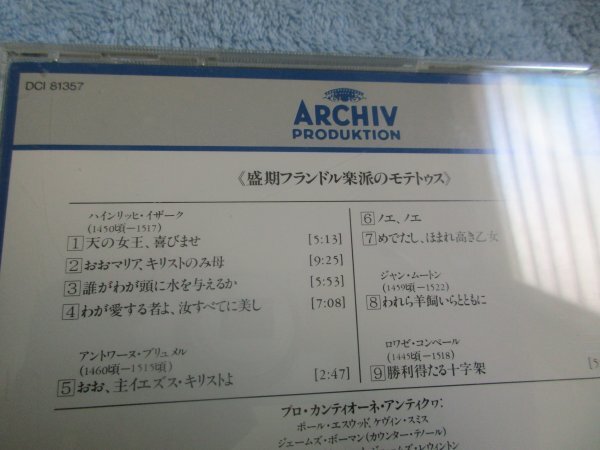 DCI 81357
ARCHIV
PRODUKTION
《盛期フランドル楽派のモテトゥス》
ハインリッヒ・イザーク
(1450頃－1517)
1 天の女王、喜びませ [5:13]
2 おおマリア、キリストのみ母 [9:25]
3 誰がわが頭に水を与えるか [5:53]
4 わが愛する者よ、汝すべてに美し [7:08]
アントワーヌ・ブリュメル
(1460頃－1515頃)
5 おお、主イエズス・キリストよ [2:47]
6 ノエ、ノエ
7 めでたし、ほまれ高き乙女
ジャン・ムートン
(1459頃－1522)
8 われら羊飼いらとともに
ロワゼ・コンペール
(1445頃－1518)
9 勝利得たる十字架 [5
プロ・カンティオーネ・アンティクヮ:
ポール・エスウッド、ケヴィン・スミス
ジェームズ・ボーマン(カウンター・テノール)